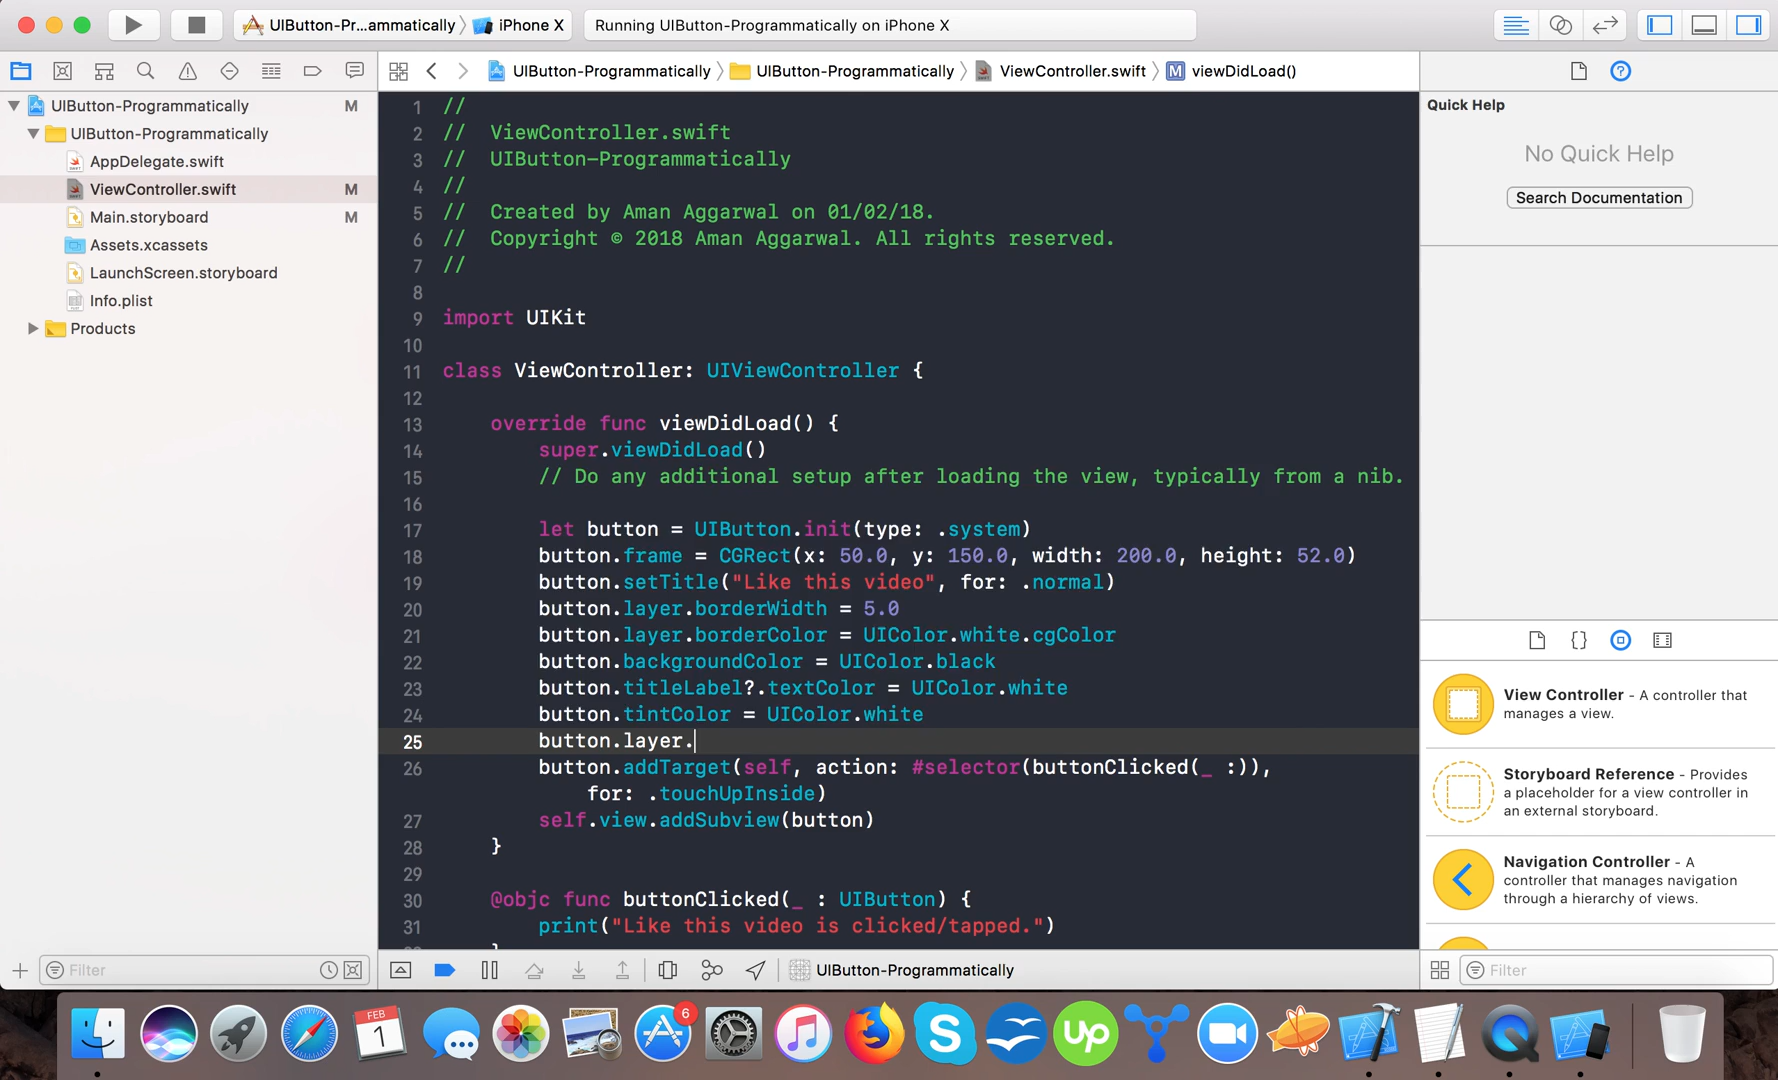 UIButton-Pr...ammatically 〉 iPhone X
Running UIButton-Programmatically on iPhone X
UIButton-Programmatically 〉 UIButton-Programmatically 〉 ViewController.swift 〉 M viewDidLoad()
UIButton-Programmatically M
UIButton-Programmatically
AppDelegate.swift
ViewController.swift M
Main.storyboard M
Assets.xcassets
LaunchScreen.storyboard
Info.plist
Products
Filter
1 //
2 //  ViewController.swift
3 //  UIButton-Programmatically
4 //
5 //  Created by Aman Aggarwal on 01/02/18.
6 //  Copyright © 2018 Aman Aggarwal. All rights reserved.
7 //
8
9 import UIKit
10
11 class ViewController: UIViewController {
12
13     override func viewDidLoad() {
14         super.viewDidLoad()
15         // Do any additional setup after loading the view, typically from a nib.
16
17         let button = UIButton.init(type: .system)
18         button.frame = CGRect(x: 50.0, y: 150.0, width: 200.0, height: 52.0)
19         button.setTitle("Like this video", for: .normal)
20         button.layer.borderWidth = 5.0
21         button.layer.borderColor = UIColor.white.cgColor
22         button.backgroundColor = UIColor.black
23         button.titleLabel?.textColor = UIColor.white
24         button.tintColor = UIColor.white
25         button.layer.
26         button.addTarget(self, action: #selector(buttonClicked(_ :)),
for: .touchUpInside)
27         self.view.addSubview(button)
28     }
29
30     @objc func buttonClicked(_ : UIButton) {
31         print("Like this video is clicked/tapped.")
UIButton-Programmatically
Quick Help
No Quick Help
Search Documentation
View Controller - A controller that
manages a view.
Storyboard Reference - Provides
a placeholder for a view controller in
an external storyboard.
Navigation Controller - A
controller that manages navigation
through a hierarchy of views.
Filter
FEB
1
6
S
up